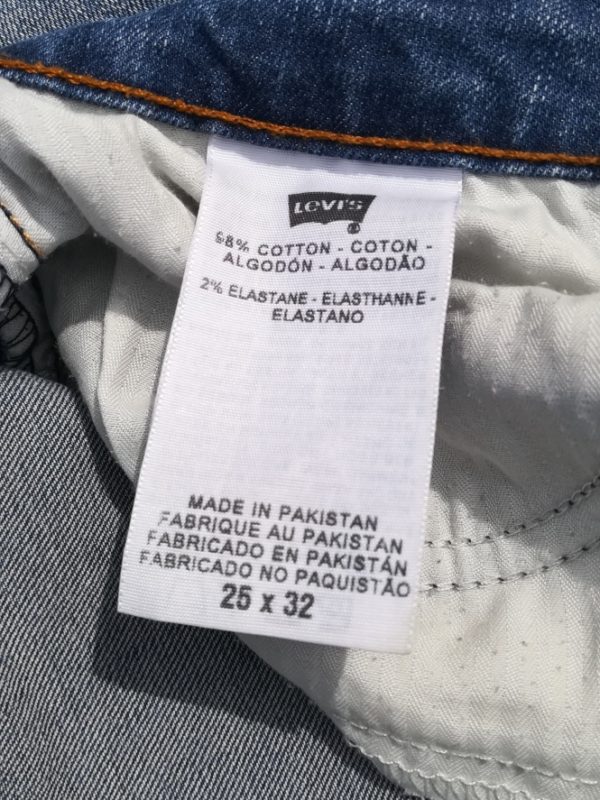 Levi's
®
98% COTTON - COTON -
ALGODÓN - ALGODÃO
2% ELASTANE - ELASTHANNE -
ELASTANO
MADE IN PAKISTAN
FABRIQUE AU PAKISTAN
FABRICADO EN PAKISTÁN
FABRICADO NO PAQUISTÃO
25 x 32